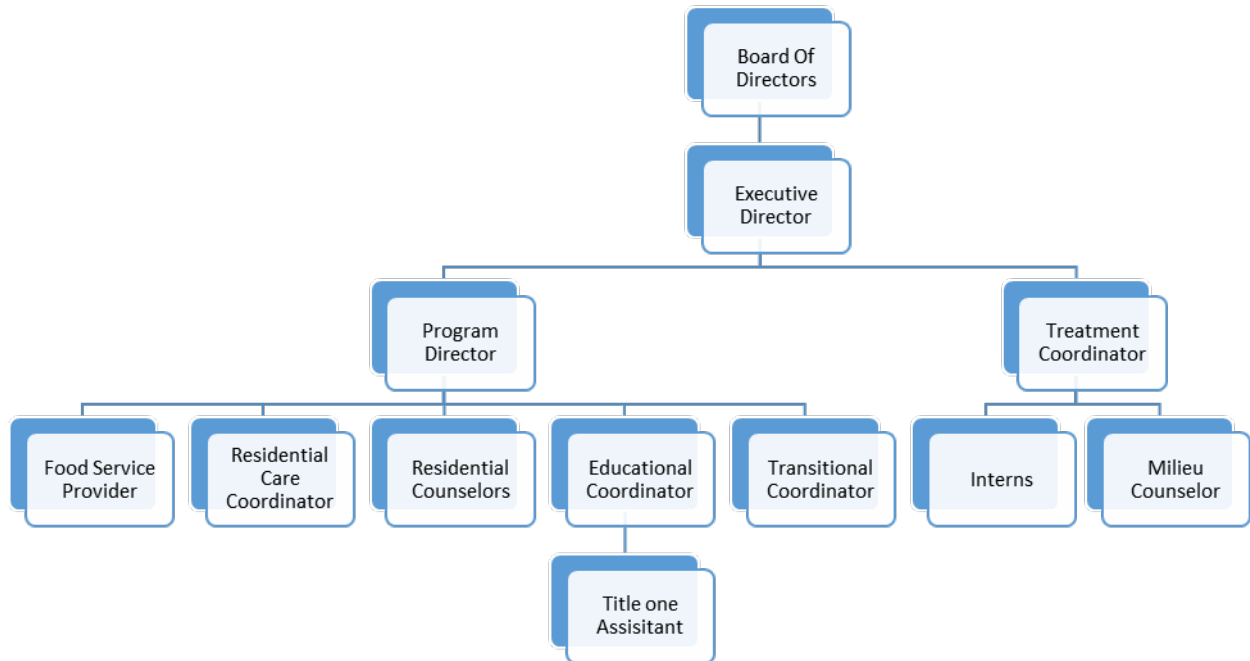 Board Of
Directors
Executive
Director
Program
Director
Treatment
Coordinator
Food Service
Provider
Residential
Care
Coordinator
Residential
Counselors
Educational
Coordinator
Transitional
Coordinator
Interns
Milieu
Counselor
Title one
Assisitant